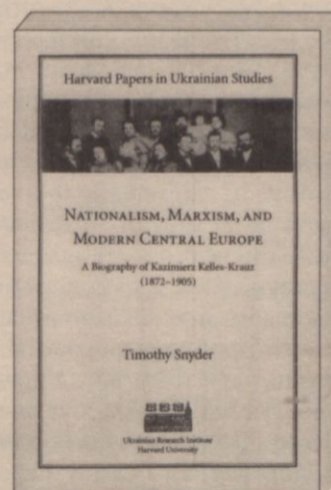 Harvard Papers in Ukrainian Studies
NATIONALISM, MARXISM, AND
MODERN CENTRAL EUROPE
A Biography of Kazimierz Kelles-Krauz
(1872–1905)
Timothy Snyder
Ukrainian Research Institute
Harvard University